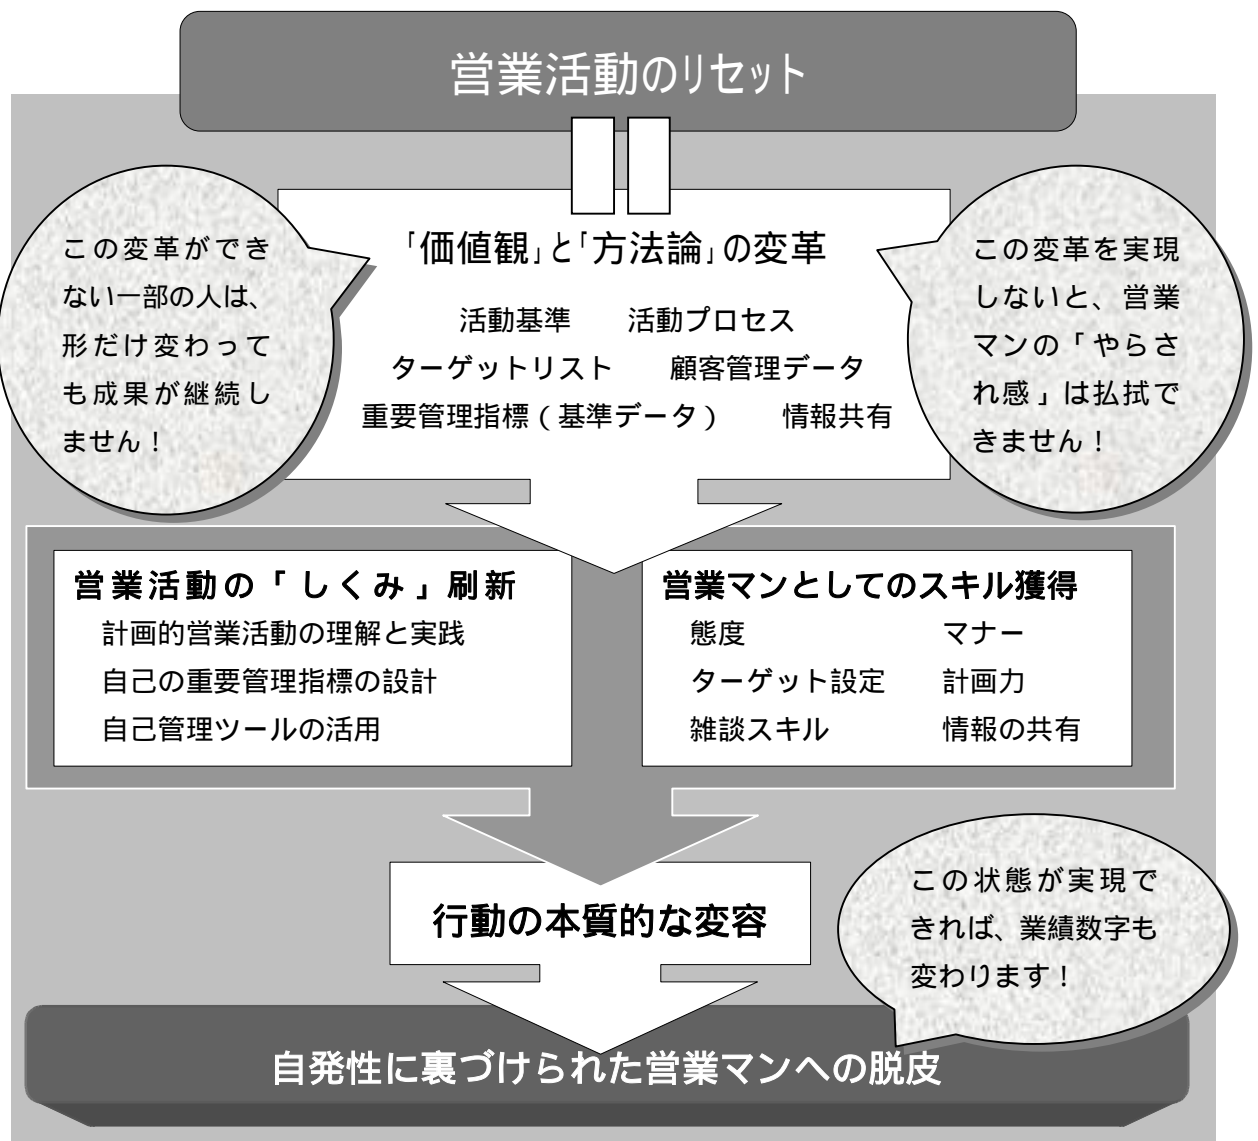 営業活動のリセット
この変革ができ
ない一部の人は、
形だけ変わって
も成果が継続し
ません！
「価値観」と「方法論」の変革
活動基準　活動プロセス
ターゲットリスト　顧客管理データ
重要管理指標（基準データ）　情報共有
この変革を実現
しないと、営業
マンの「やらさ
れ感」は払拭で
きません！
営業活動の「しくみ」刷新
計画的営業活動の理解と実践
自己の重要管理指標の設計
自己管理ツールの活用
営業マンとしてのスキル獲得
態度　マナー
ターゲット設定　計画力
雑談スキル　情報の共有
行動の本質的な変容
この状態が実現で
きれば、業績数字も
変わります！
自発性に裏づけられた営業マンへの脱皮